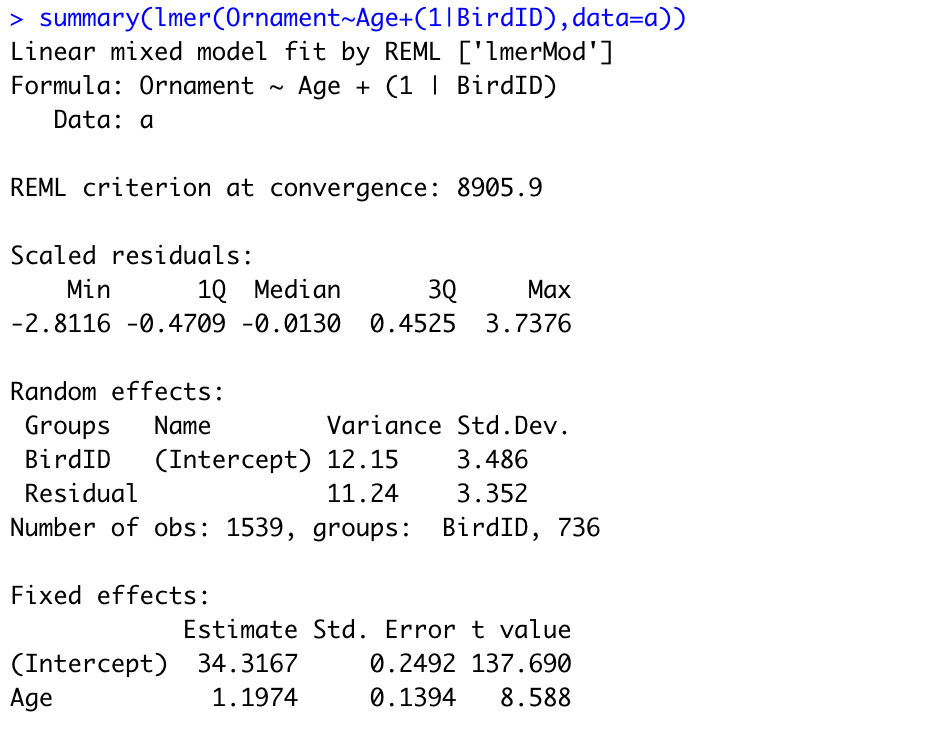 > summary(lmer(Ornament~Age+(1|BirdID),data=a))
Linear mixed model fit by REML ['lmerMod']
Formula: Ornament ~ Age + (1 | BirdID)
   Data: a
REML criterion at convergence: 8905.9
Scaled residuals:
    Min      1Q  Median      3Q     Max
-2.8116 -0.4709 -0.0130  0.4525  3.7376
Random effects:
 Groups   Name        Variance Std.Dev.
 BirdID   (Intercept) 12.15    3.486
 Residual             11.24    3.352
Number of obs: 1539, groups:  BirdID, 736
Fixed effects:
            Estimate Std. Error t value
(Intercept)  34.3167     0.2492 137.690
Age           1.1974     0.1394   8.588